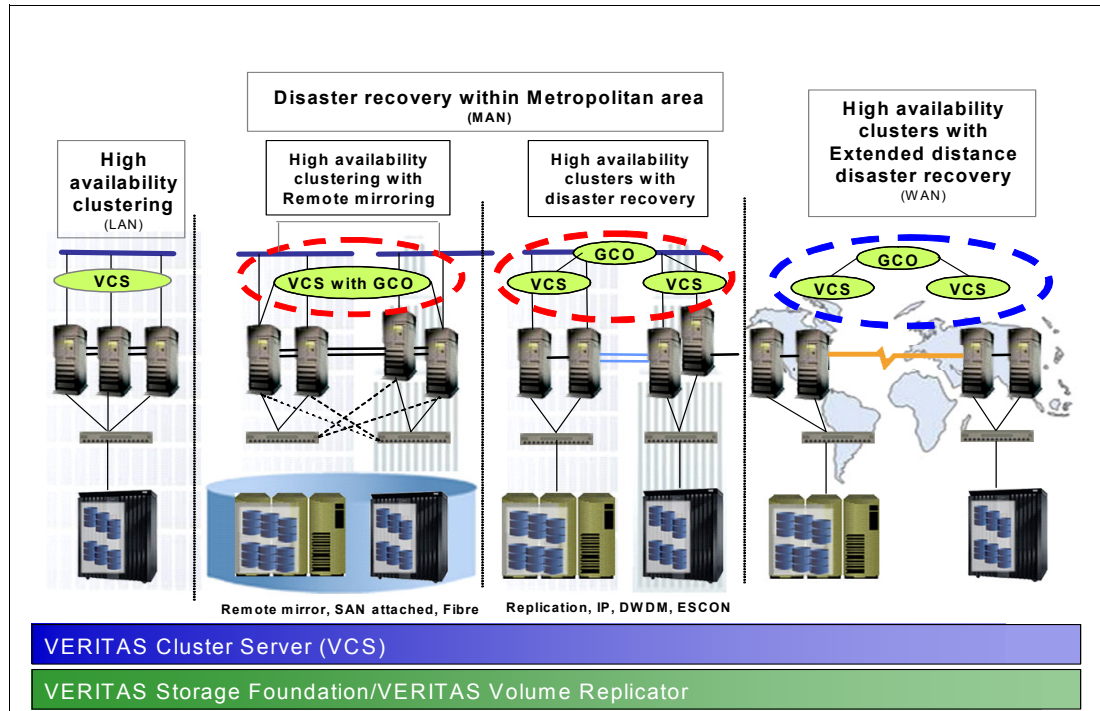 Disaster recovery within Metropolitan area
(MAN)
High availability
clusters with
Extended distance
disaster recovery
(WAN)
High
availability
clustering
(LAN)
High availability
clustering with
Remote mirroring
High availability
clusters with
disaster recovery
VCS
VCS with GCO
GCO
VCS
VCS
GCO
VCS
VCS
Remote mirror, SAN attached, Fibre
Replication, IP, DWDM, ESCON
VERITAS Cluster Server (VCS)
VERITAS Storage Foundation/VERITAS Volume Replicator